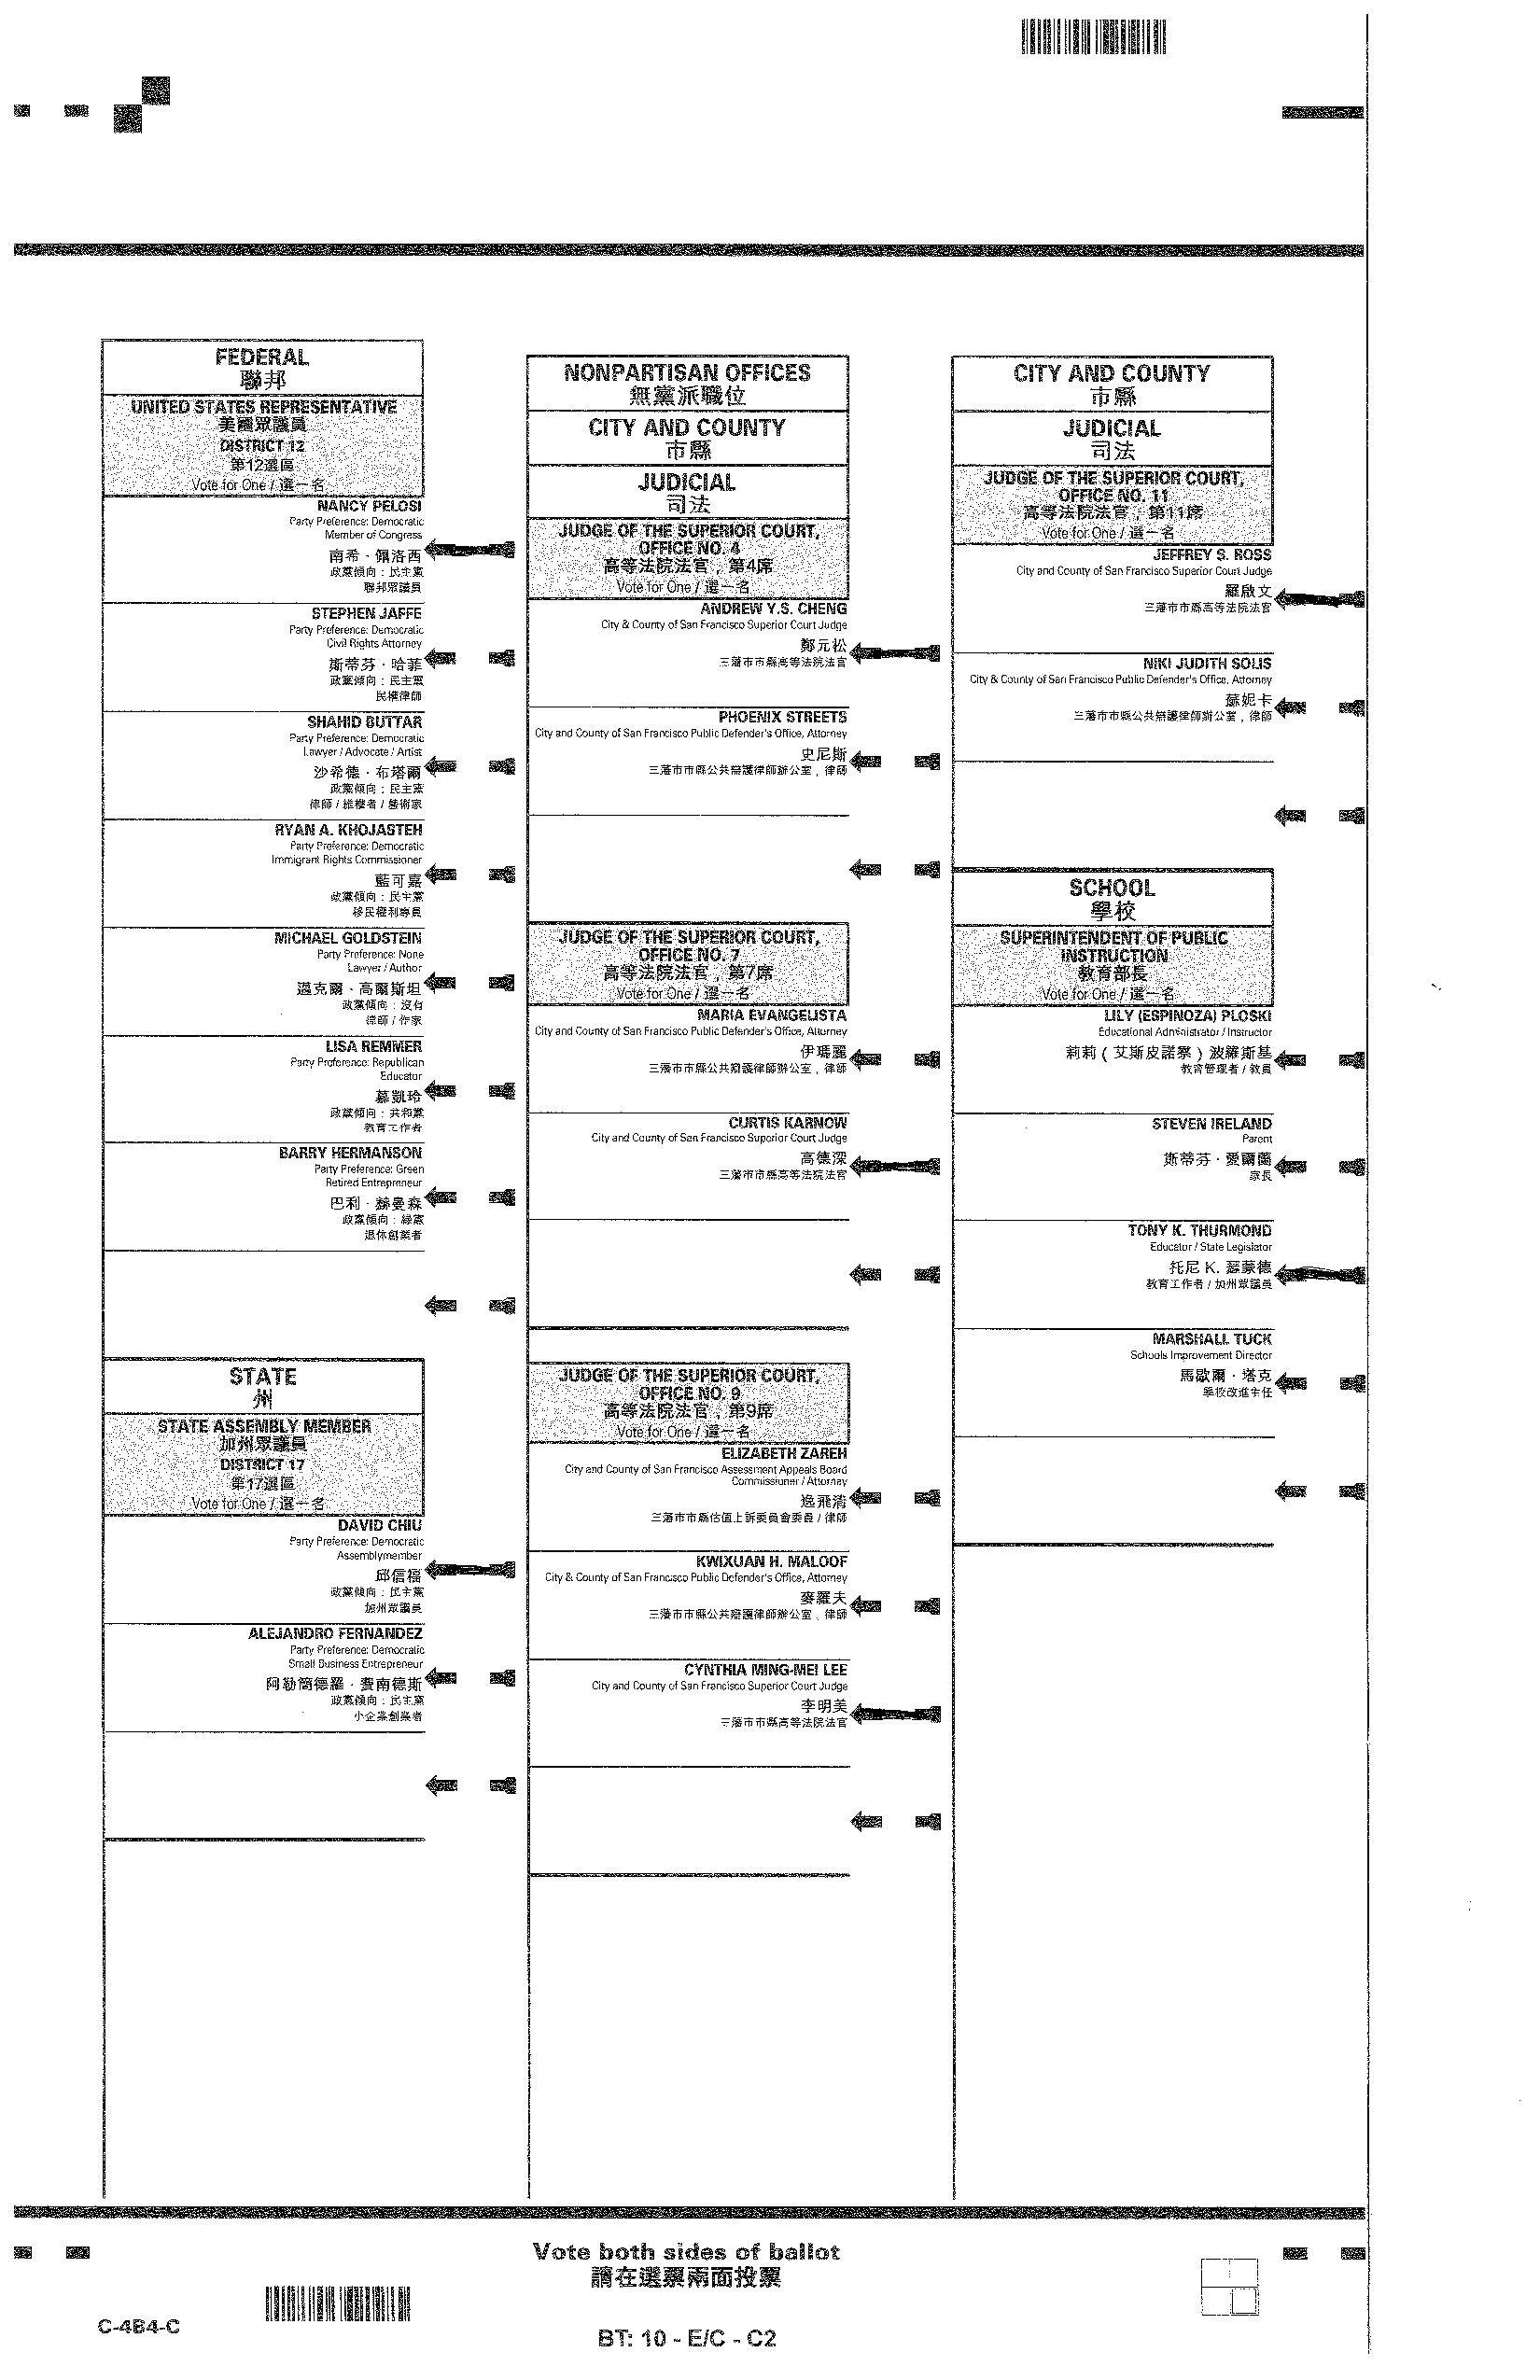 FEDERAL
聯邦
UNITED STATES REPRESENTATIVE
美國眾議員
DISTRICT 12
第12選區
Vote for One / 選一名
NANCY PELOSI
Party Preference: Democratic
Member of Congress
南希·佩洛西
政黨傾向：民主黨
聯邦眾議員
STEPHEN JAFFE
Party Preference: Democratic
Civil Rights Attorney
斯蒂芬·哈菲
政黨傾向：民主黨
民權律師
SHAHID BUTTAR
Party Preference: Democratic
Lawyer / Advocate / Artist
沙希德·布塔爾
政黨傾向：民主黨
律師 / 維權者 / 藝術家
RYAN A. KHOJASTEH
Party Preference: Democratic
Immigrant Rights Commissioner
藍可嘉
政黨傾向：民主黨
移民權利專員
MICHAEL GOLDSTEIN
Party Preference: None
Lawyer / Author
邁克爾·高爾斯坦
政黨傾向：沒有
律師 / 作家
LISA REMMER
Party Preference: Republican
Educator
慕凱玲
政黨傾向：共和黨
教育工作者
BARRY HERMANSON
Party Preference: Green
Retired Entrepreneur
巴利·赫曼森
政黨傾向：綠黨
退休創業者
STATE
州
STATE ASSEMBLY MEMBER
加州眾議員
DISTRICT 17
第17選區
Vote for One / 選一名
DAVID CHIU
Party Preference: Democratic
Assemblymember
邱信福
政黨傾向：民主黨
加州眾議員
ALEJANDRO FERNANDEZ
Party Preference: Democratic
Small Business Entrepreneur
阿勒簡德羅·費南德斯
政黨傾向：民主黨
小企業創業者
NONPARTISAN OFFICES
無黨派職位
CITY AND COUNTY
市縣
JUDICIAL
司法
JUDGE OF THE SUPERIOR COURT,
OFFICE NO. 4
高等法院法官，第4席
Vote for One / 選一名
ANDREW Y.S. CHENG
City & County of San Francisco Superior Court Judge
鄭元松
三藩市市縣高等法院法官
PHOENIX STREETS
City and County of San Francisco Public Defender's Office, Attorney
史尼斯
三藩市市縣公共辯護律師辦公室，律師
JUDGE OF THE SUPERIOR COURT,
OFFICE NO. 7
高等法院法官，第7席
Vote for One / 選一名
MARIA EVANGELISTA
City and County of San Francisco Public Defender's Office, Attorney
伊瑪麗
三藩市市縣公共辯護律師辦公室，律師
CURTIS KARNOW
City and County of San Francisco Superior Court Judge
高德深
三藩市市縣高等法院法官
JUDGE OF THE SUPERIOR COURT,
OFFICE NO. 9
高等法院法官，第9席
Vote for One / 選一名
ELIZABETH ZAREH
City and County of San Francisco Assessment Appeals Board
Commissioner / Attorney
逸飛清
三藩市市縣估值上訴委員會委員 / 律師
KWIXUAN H. MALOOF
City & County of San Francisco Public Defender's Office, Attorney
麥羅夫
三藩市市縣公共辯護律師辦公室，律師
CYNTHIA MING-MEI LEE
City and County of San Francisco Superior Court Judge
李明美
三藩市市縣高等法院法官
CITY AND COUNTY
市縣
JUDICIAL
司法
JUDGE OF THE SUPERIOR COURT,
OFFICE NO. 11
高等法院法官，第11席
Vote for One / 選一名
JEFFREY S. ROSS
City and County of San Francisco Superior Court Judge
羅啟文
三藩市市縣高等法院法官
NIKI JUDITH SOLIS
City & County of San Francisco Public Defender's Office, Attorney
蘇妮卡
三藩市市縣公共辯護律師辦公室，律師
SCHOOL
學校
SUPERINTENDENT OF PUBLIC
INSTRUCTION
教育部長
Vote for One / 選一名
LILY (ESPINOZA) PLOSKI
Educational Administrator / Instructor
莉莉（艾斯皮諾察）波羅斯基
教育管理者 / 教員
STEVEN IRELAND
Parent
斯蒂芬·愛爾蘭
家長
TONY K. THURMOND
Educator / State Legislator
托尼 K. 瑟蒙德
教育工作者 / 加州眾議員
MARSHALL TUCK
Schools Improvement Director
馬歇爾·塔克
學校改進主任
Vote both sides of ballot
請在選票兩面投票
C-4B4-C
BT: 10 - E/C - C2